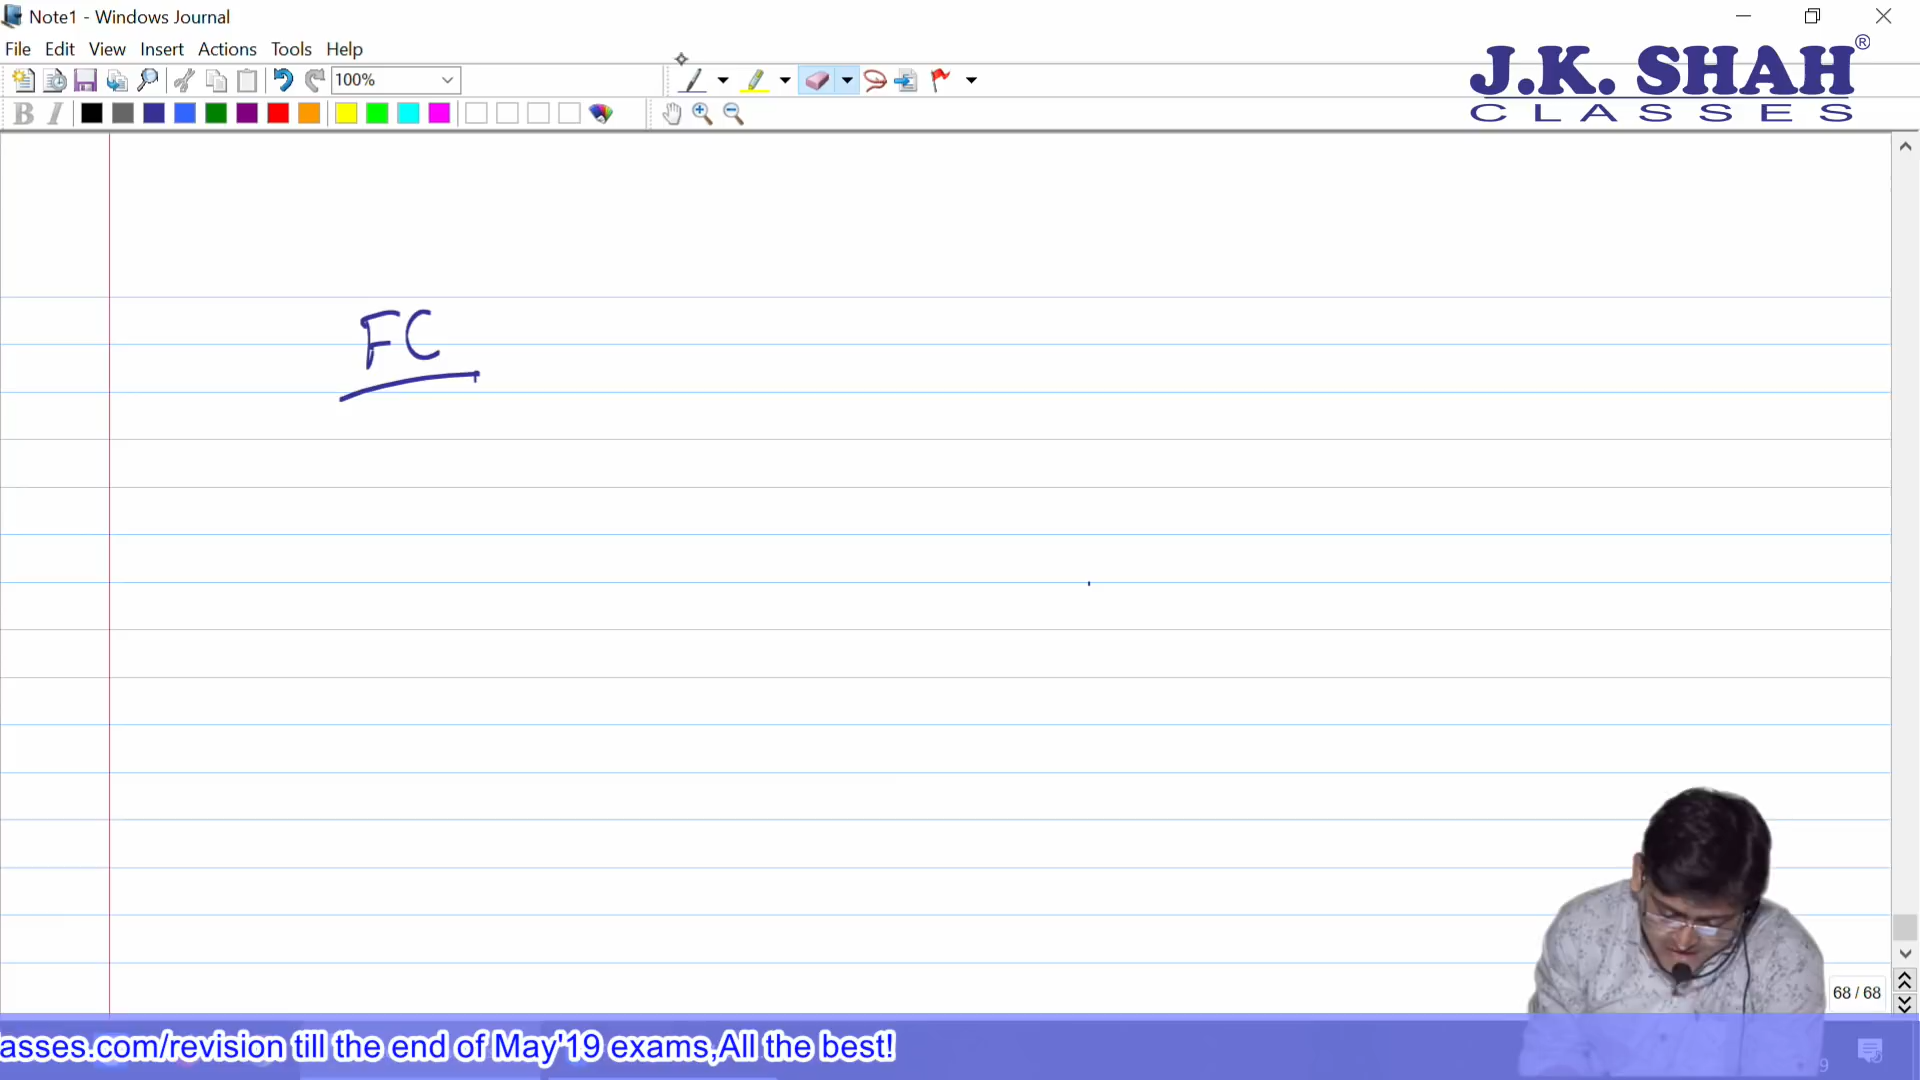 Note1 - Windows Journal
File Edit View Insert Actions Tools Help
100%
B I
J.K. SHAH®
CLASSES
FC
68 / 68
asses.com/revision till the end of May'19 exams,All the best!
9